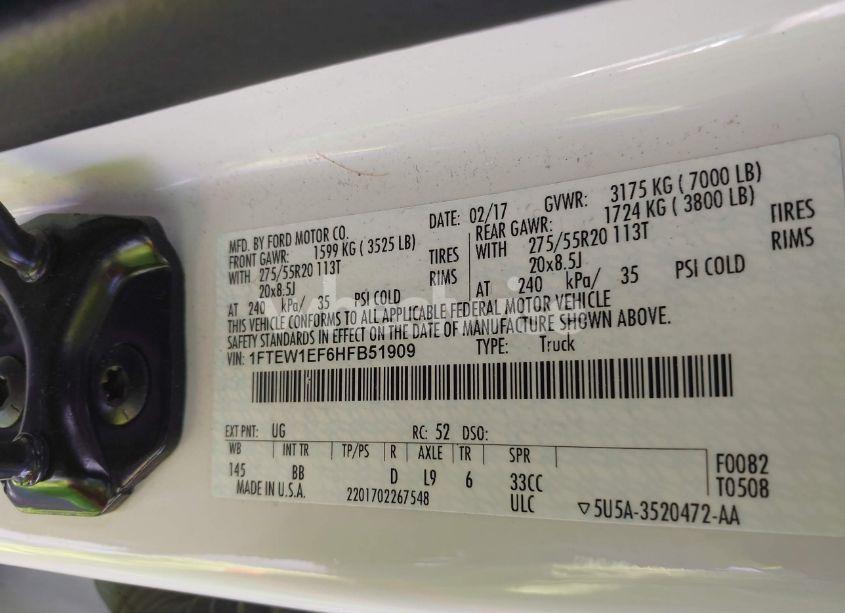 MFD. BY FORD MOTOR CO. DATE: 02/17 GVWR: 3175 KG ( 7000 LB)
FRONT GAWR: 1599 KG ( 3525 LB) REAR GAWR: 1724 KG ( 3800 LB)
WITH 275/55R20 113T TIRES WITH 275/55R20 113T TIRES
20x8.5J RIMS 20x8.5J RIMS
AT 240 kPa/ 35 PSI COLD AT 240 kPa/ 35 PSI COLD
THIS VEHICLE CONFORMS TO ALL APPLICABLE FEDERAL MOTOR VEHICLE
SAFETY STANDARDS IN EFFECT ON THE DATE OF MANUFACTURE SHOWN ABOVE.
VIN: 1FTEW1EF6HFB51909 TYPE: Truck
EXT PNT: UG RC: 52 DSO:
WB INT TR TP/PS R AXLE TR SPR
145 BB D L9 6 33CC
F0082
T0508
MADE IN U.S.A. 2201702267548 ULC ▽5U5A-3520472-AA